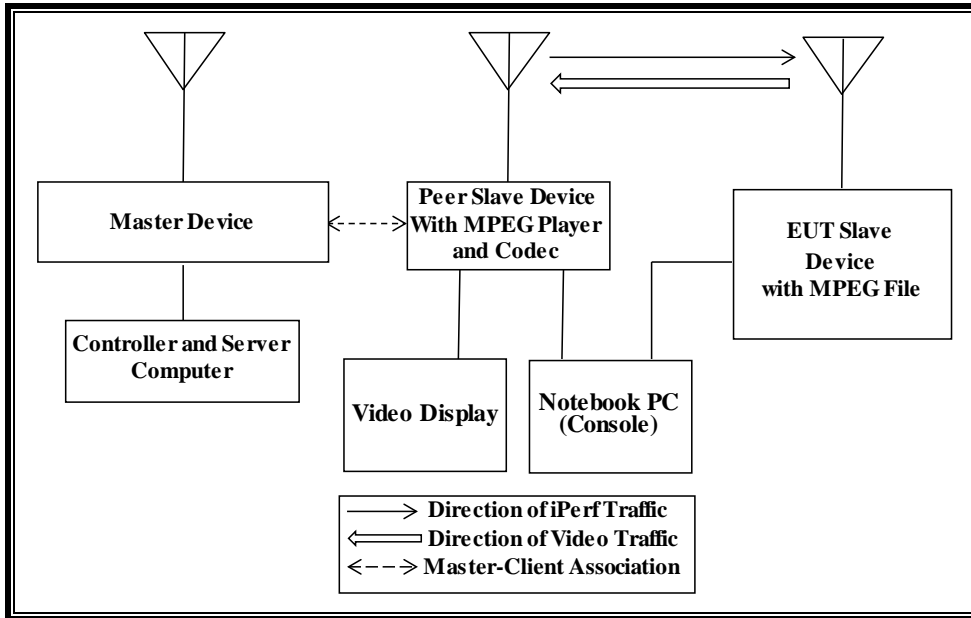 Master Device
Peer Slave Device
With MPEG Player
and Codec
EUT Slave
Device
with MPEG File
Controller and Server
Computer
Video Display
Notebook PC
(Console)
Direction of iPerf Traffic
Direction of Video Traffic
Master-Client Association